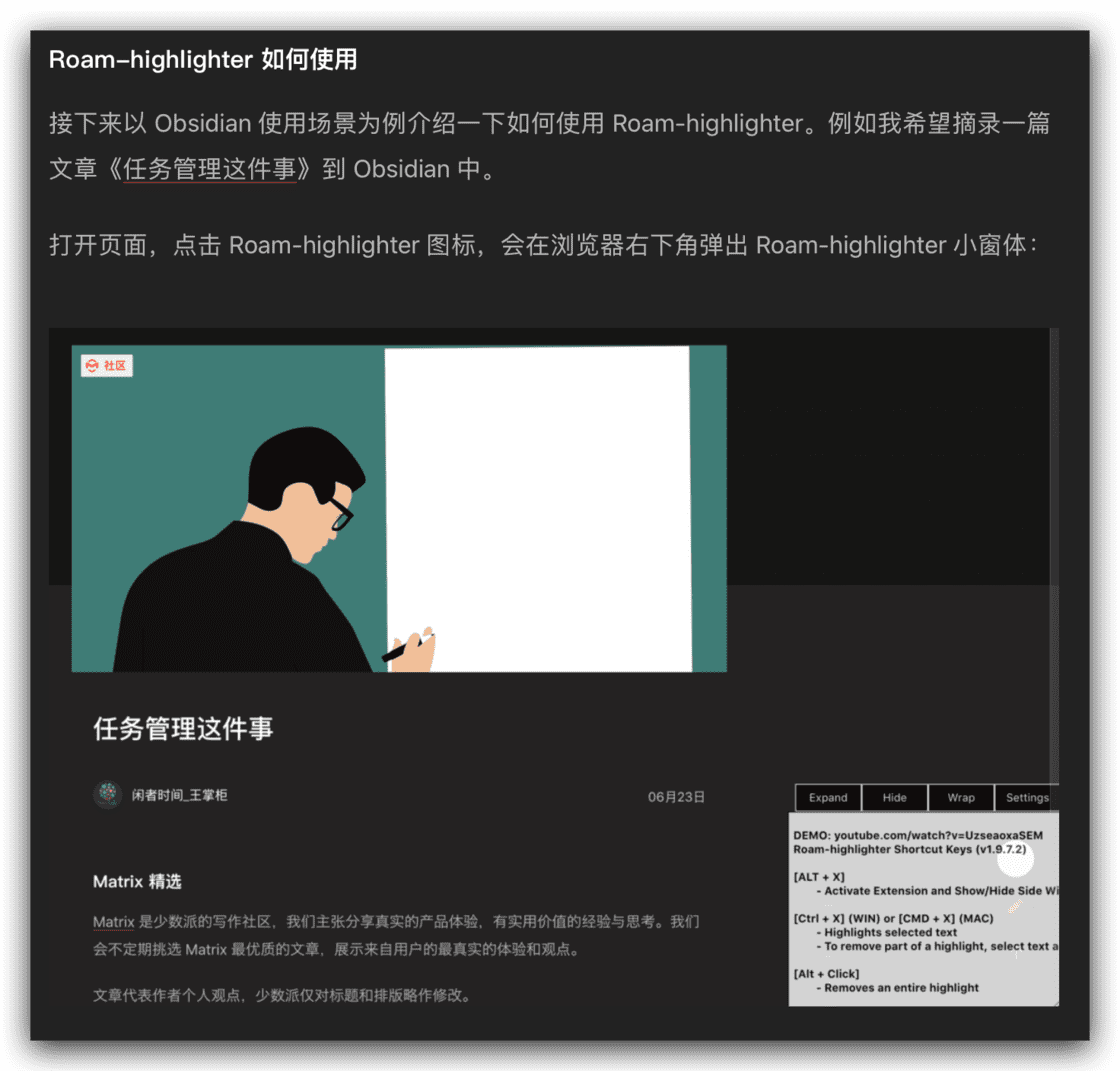 Roam-highlighter 如何使用
接下来以 Obsidian 使用场景为例介绍一下如何使用 Roam-highlighter。例如我希望摘录一篇
文章《任务管理这件事》到 Obsidian 中。
打开页面，点击 Roam-highlighter 图标，会在浏览器右下角弹出 Roam-highlighter 小窗体：
社区
任务管理这件事
闲者时间_王掌柜
06月23日
Matrix 精选
Matrix 是少数派的写作社区，我们主张分享真实的产品体验，有实用价值的经验与思考。我们
会不定期挑选 Matrix 最优质的文章，展示来自用户的最真实的体验和观点。
文章代表作者个人观点，少数派仅对标题和排版略作修改。
Expand Hide Wrap Settings
DEMO: youtube.com/watch?v=UzseaoxaSEM
Roam-highlighter Shortcut Keys (v1.9.7.2)
[ALT + X]
- Activate Extension and Show/Hide Side Wi
[Ctrl + X] (WIN) or [CMD + X] (MAC)
- Highlights selected text
- To remove part of a highlight, select text a
[Alt + Click]
- Removes an entire highlight